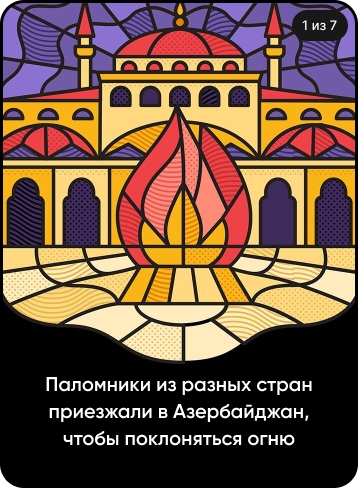 1 из 7
Паломники из разных стран
приезжали в Азербайджан,
чтобы поклоняться огню